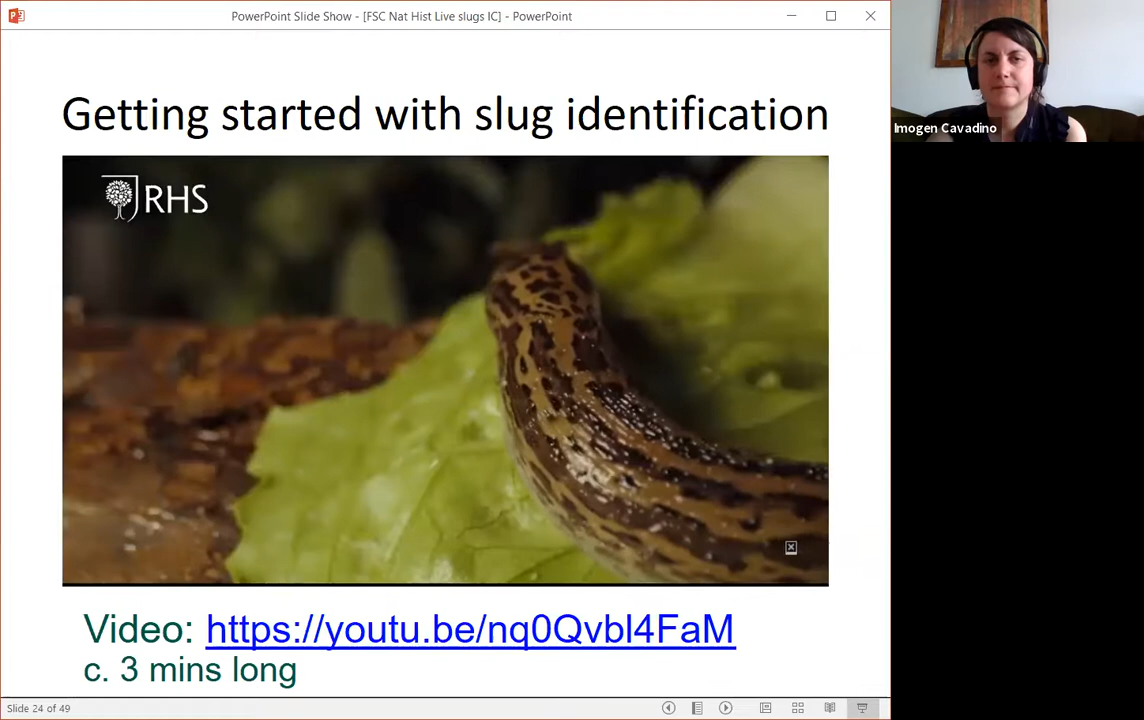 PowerPoint Slide Show - [FSC Nat Hist Live slugs IC] - PowerPoint
Getting started with slug identification
RHS
Imogen Cavadino
Video: https://youtu.be/nq0Qvbl4FaM
c. 3 mins long
Slide 24 of 49